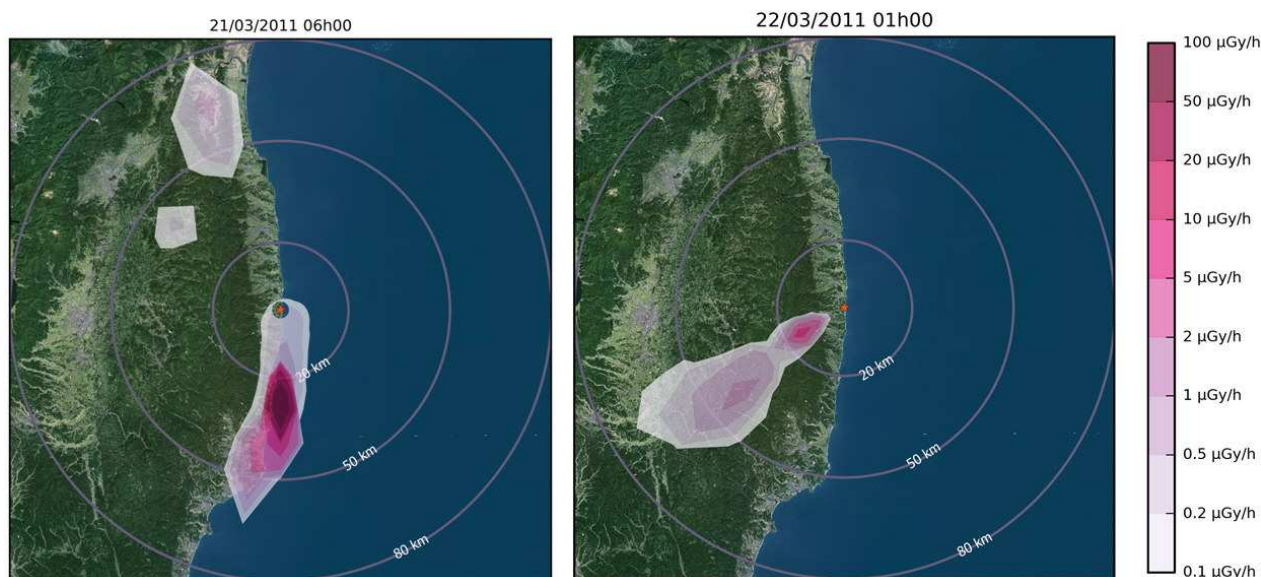 21/03/2011 06h00
22/03/2011 01h00
20 km
50 km
80 km
20 km
50 km
80 km
100 μGy/h
50 μGy/h
20 μGy/h
10 μGy/h
5 μGy/h
2 μGy/h
1 μGy/h
0.5 μGy/h
0.2 μGy/h
0.1 μGy/h